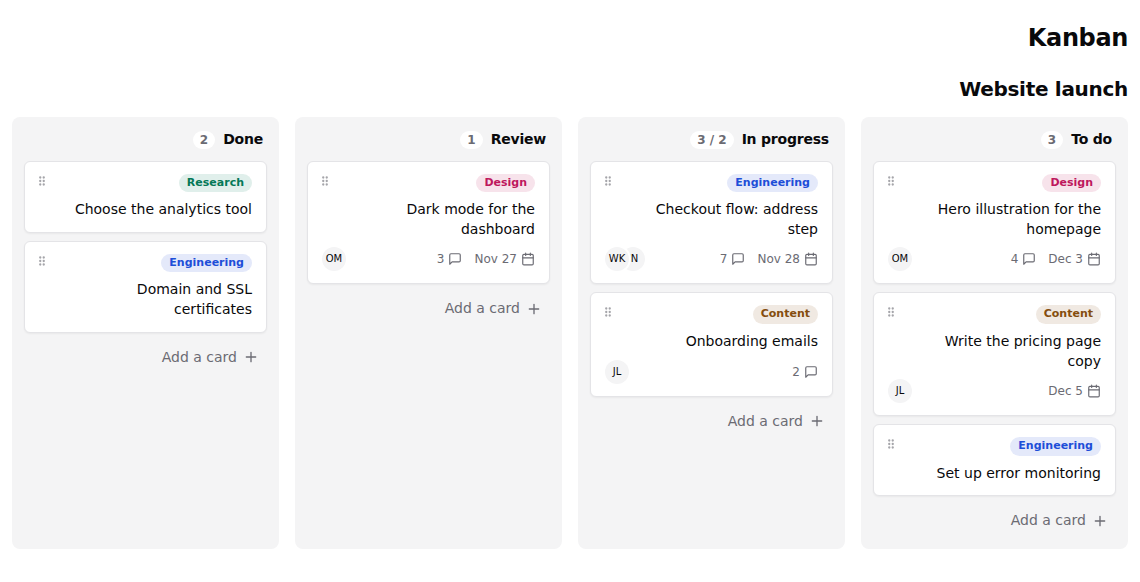 Kanban
Website launch
To do 3
Design
Hero illustration for the
homepage
Dec 3 4 OM
Content
Write the pricing page
copy
Dec 5 JL
Engineering
Set up error monitoring
Add a card
In progress 3 / 2
Engineering
Checkout flow: address
step
Nov 28 7 N WK
Content
Onboarding emails
2 JL
Add a card
Review 1
Design
Dark mode for the
dashboard
Nov 27 3 OM
Add a card
Done 2
Research
Choose the analytics tool
Engineering
Domain and SSL
certificates
Add a card